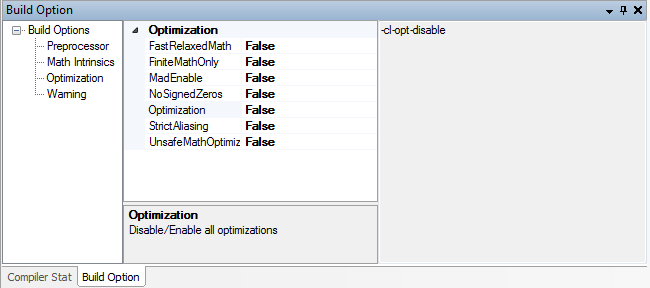 Build Option
Build Options
Preprocessor
Math Intrinsics
Optimization
Warning
Optimization
FastRelaxedMath False
FiniteMathOnly False
MadEnable False
NoSignedZeros False
Optimization False
StrictAliasing False
UnsafeMathOptimiz False
Optimization
Disable/Enable all optimizations
-cl-opt-disable
Compiler Stat Build Option